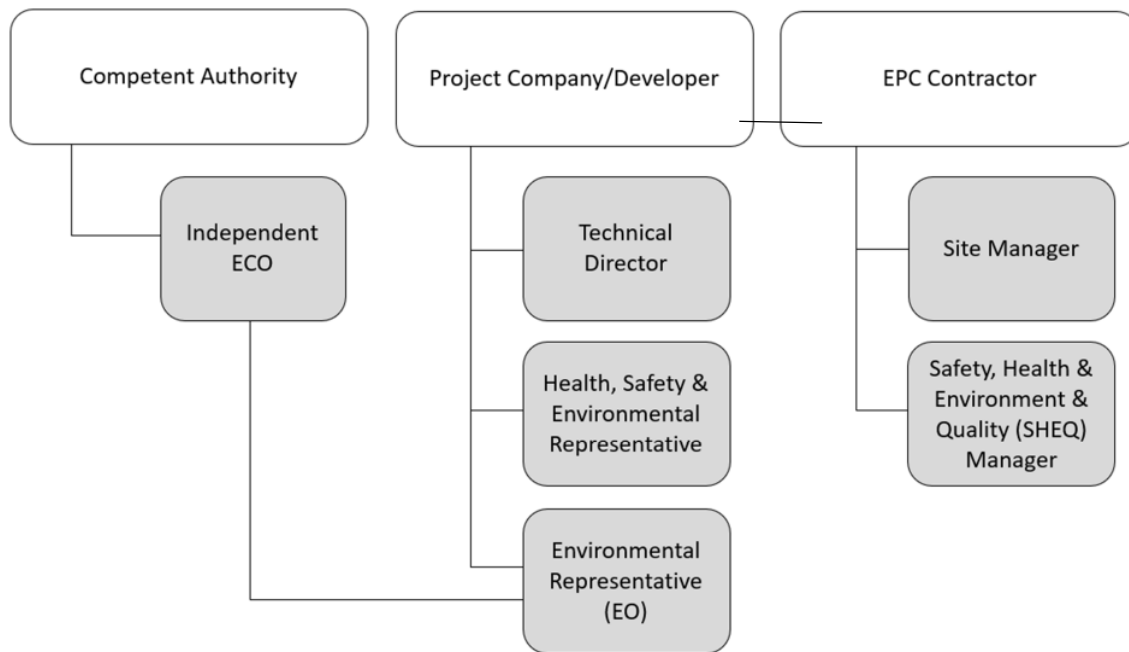 Competent Authority
Project Company/Developer
EPC Contractor
Independent
ECO
Technical
Director
Site Manager
Health, Safety &
Environmental
Representative
Safety, Health &
Environment &
Quality (SHEQ)
Manager
Environmental
Representative
(EO)